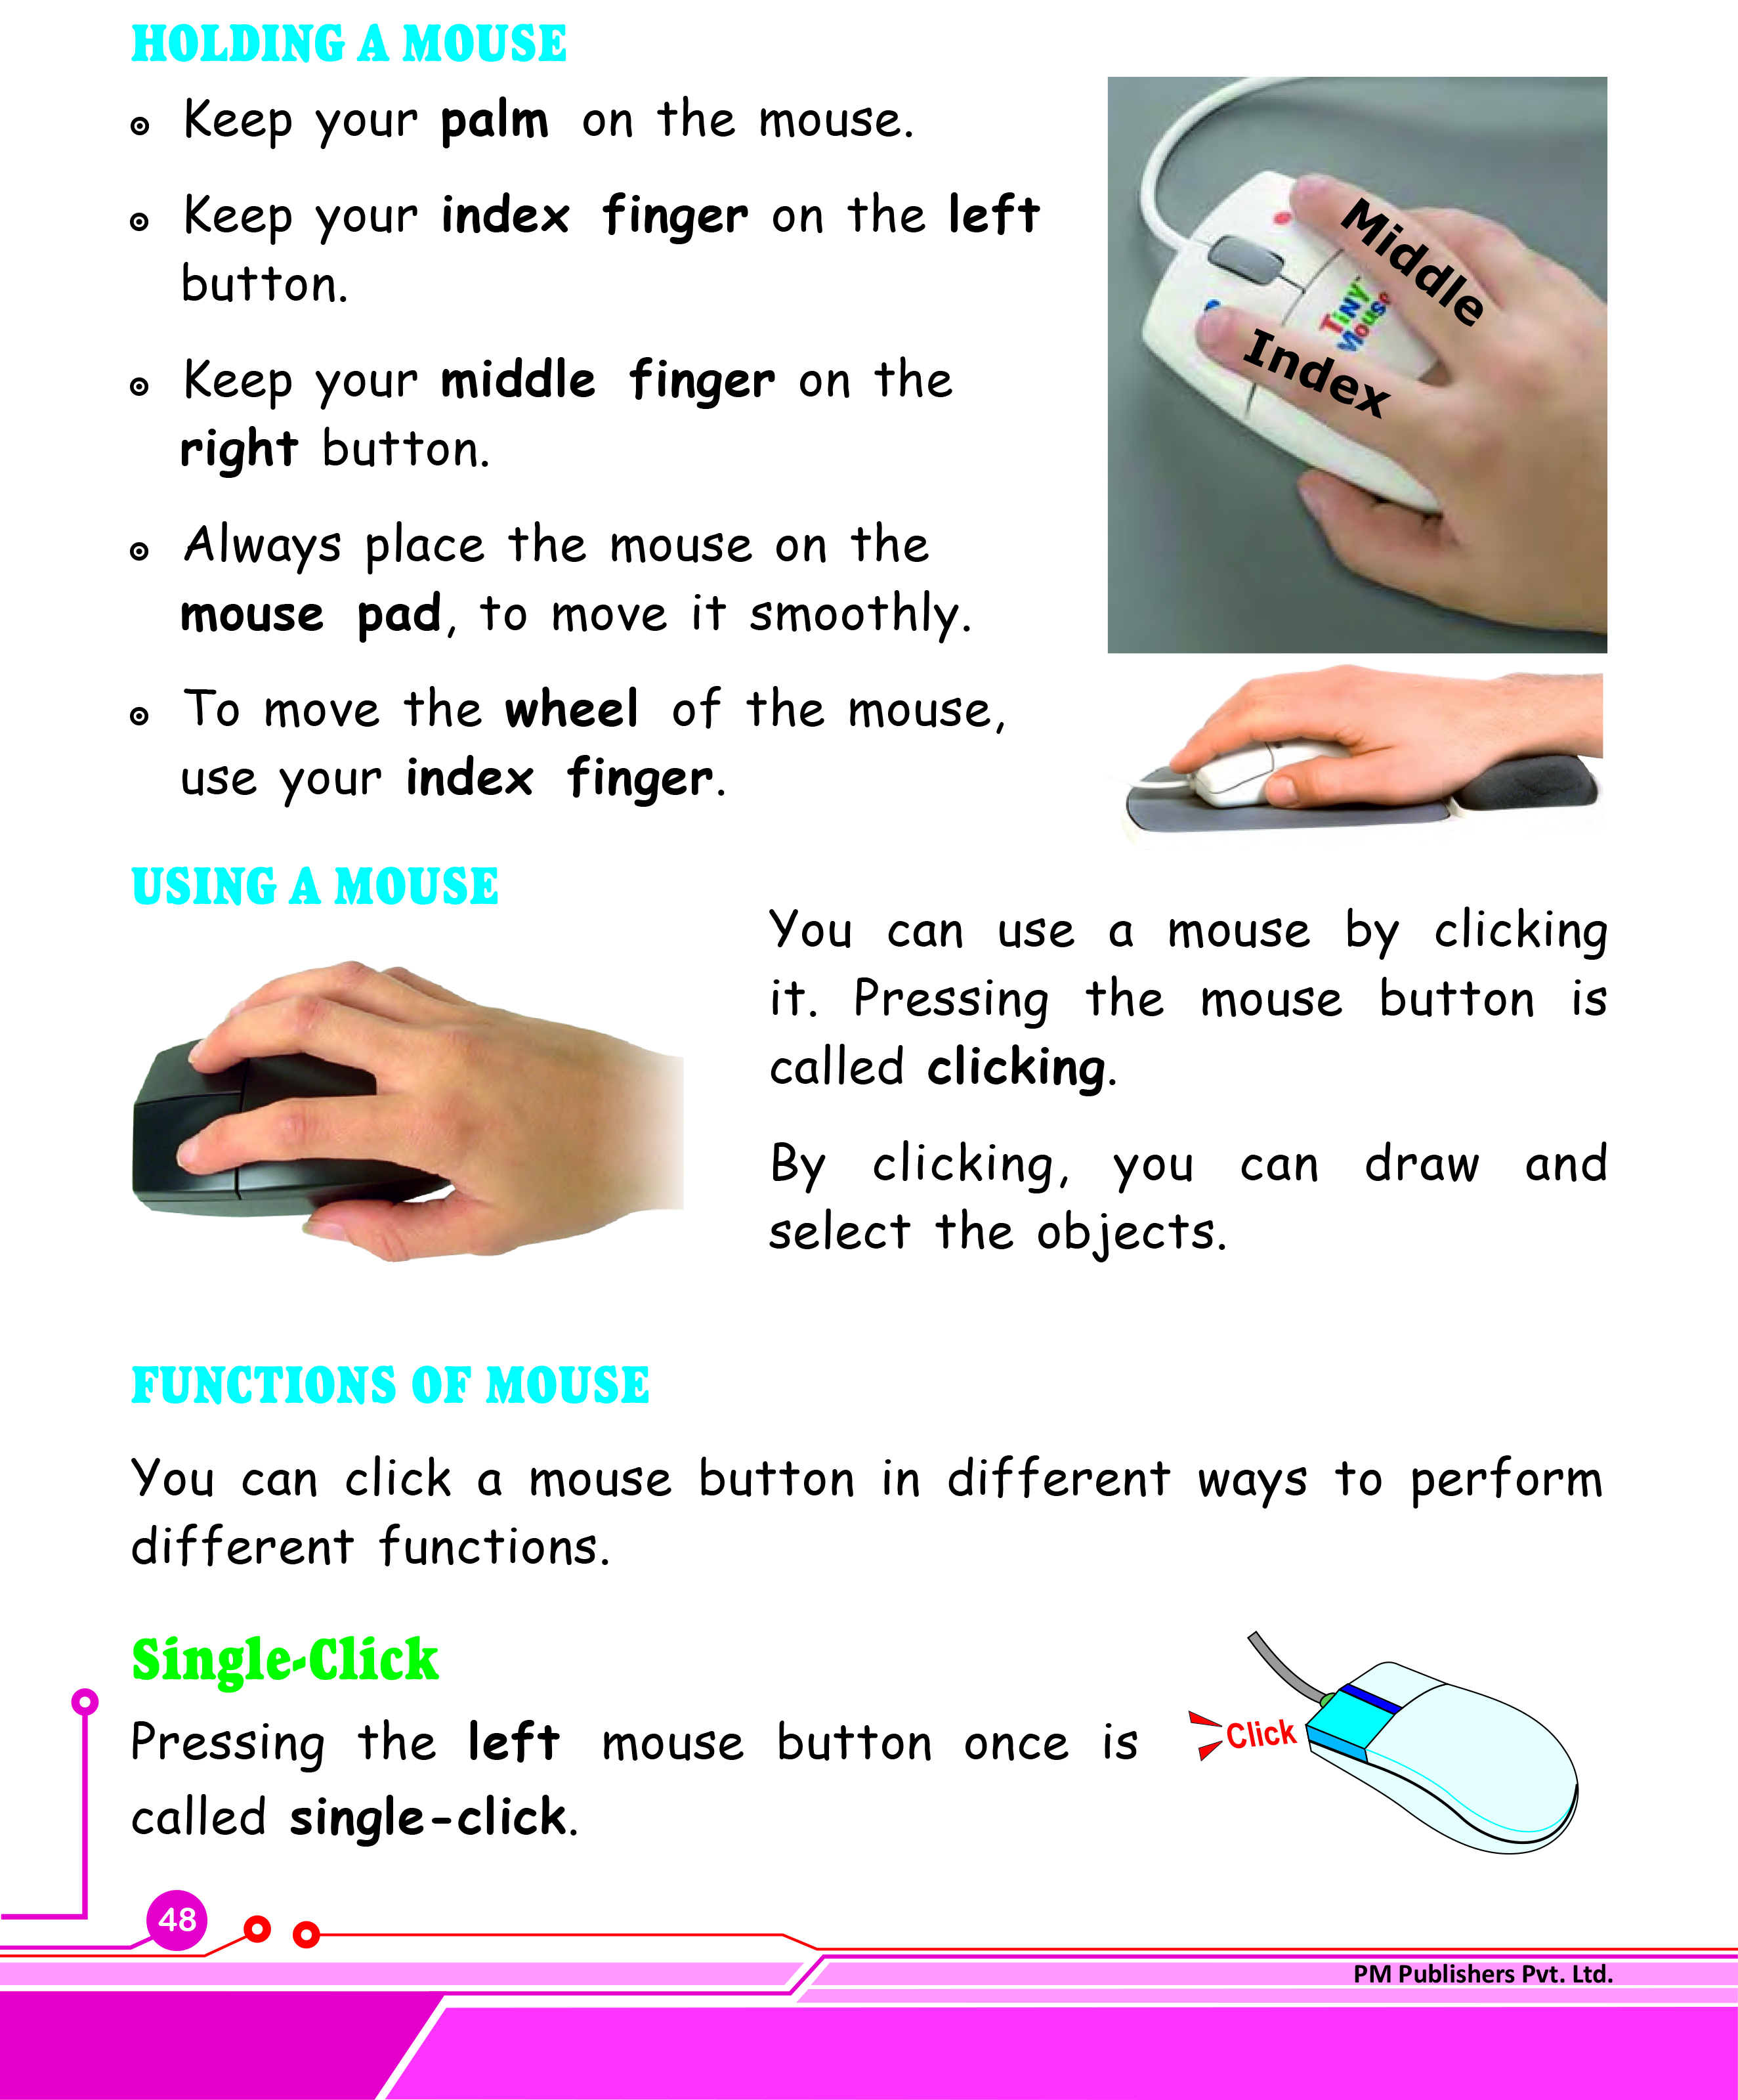 HOLDING A MOUSE
Keep your palm on the mouse.
Keep your index finger on the left
button.
Keep your middle finger on the
right button.
Always place the mouse on the
mouse pad, to move it smoothly.
To move the wheel of the mouse,
use your index finger.
Middle
Index
TiNY
Mouse
USING A MOUSE
You can use a mouse by clicking
it. Pressing the mouse button is
called clicking.
By clicking, you can draw and
select the objects.
FUNCTIONS OF MOUSE
You can click a mouse button in different ways to perform
different functions.
Single-Click
Pressing the left mouse button once is
called single-click.
Click
48
PM Publishers Pvt. Ltd.